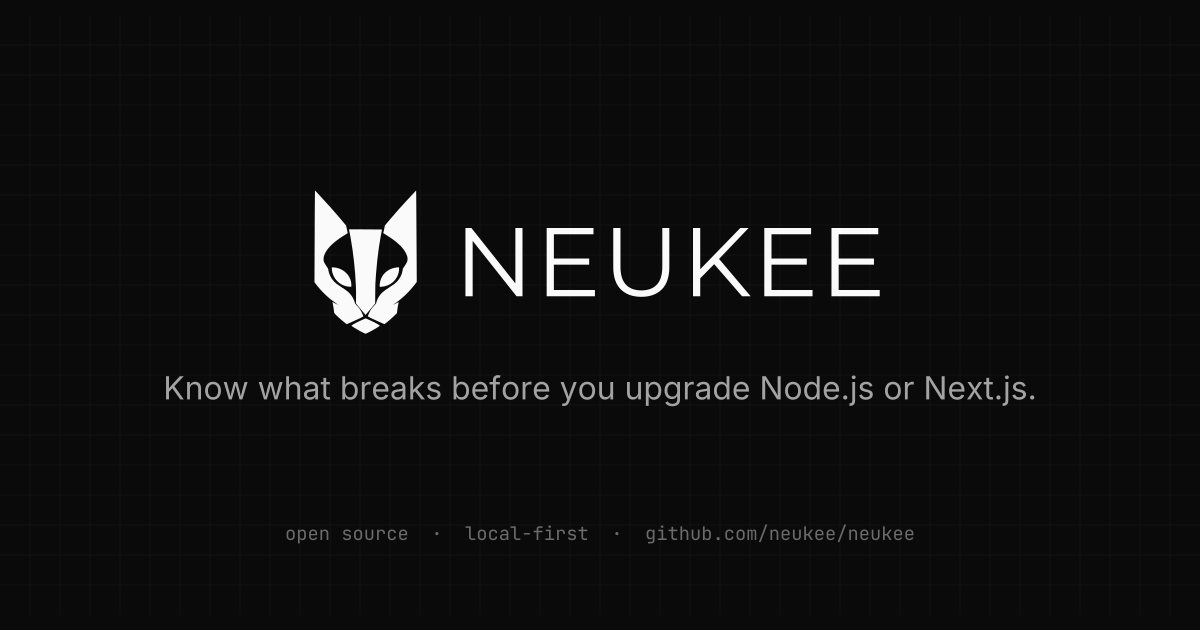 NEUKEE
Know what breaks before you upgrade Node.js or Next.js.
open source · local-first · github.com/neukee/neukee